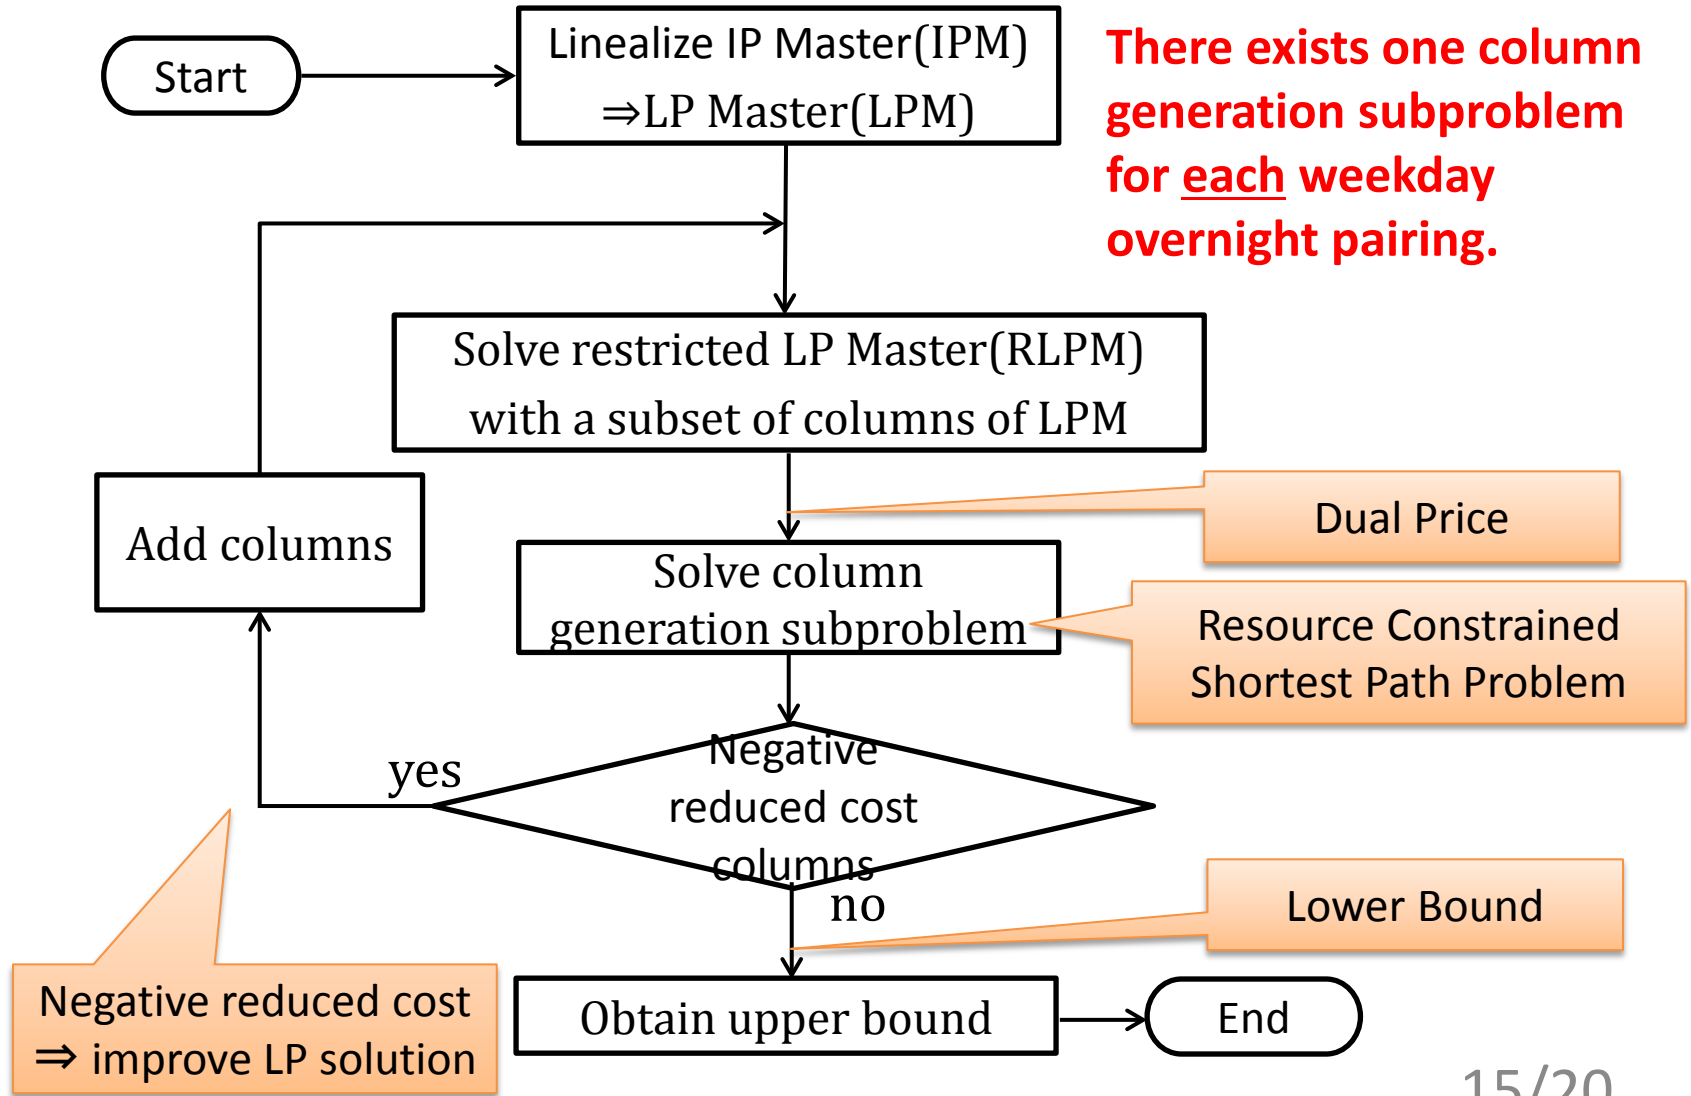 Start
Linealize IP Master(IPM)
⇒LP Master(LPM)
There exists one column
generation subproblem
for each weekday
overnight pairing.
Solve restricted LP Master(RLPM)
with a subset of columns of LPM
Add columns
Dual Price
Solve column
generation subproblem
Resource Constrained
Shortest Path Problem
yes
Negative
reduced cost
columns
no
Lower Bound
Negative reduced cost
⇒ improve LP solution
Obtain upper bound
End
15/20